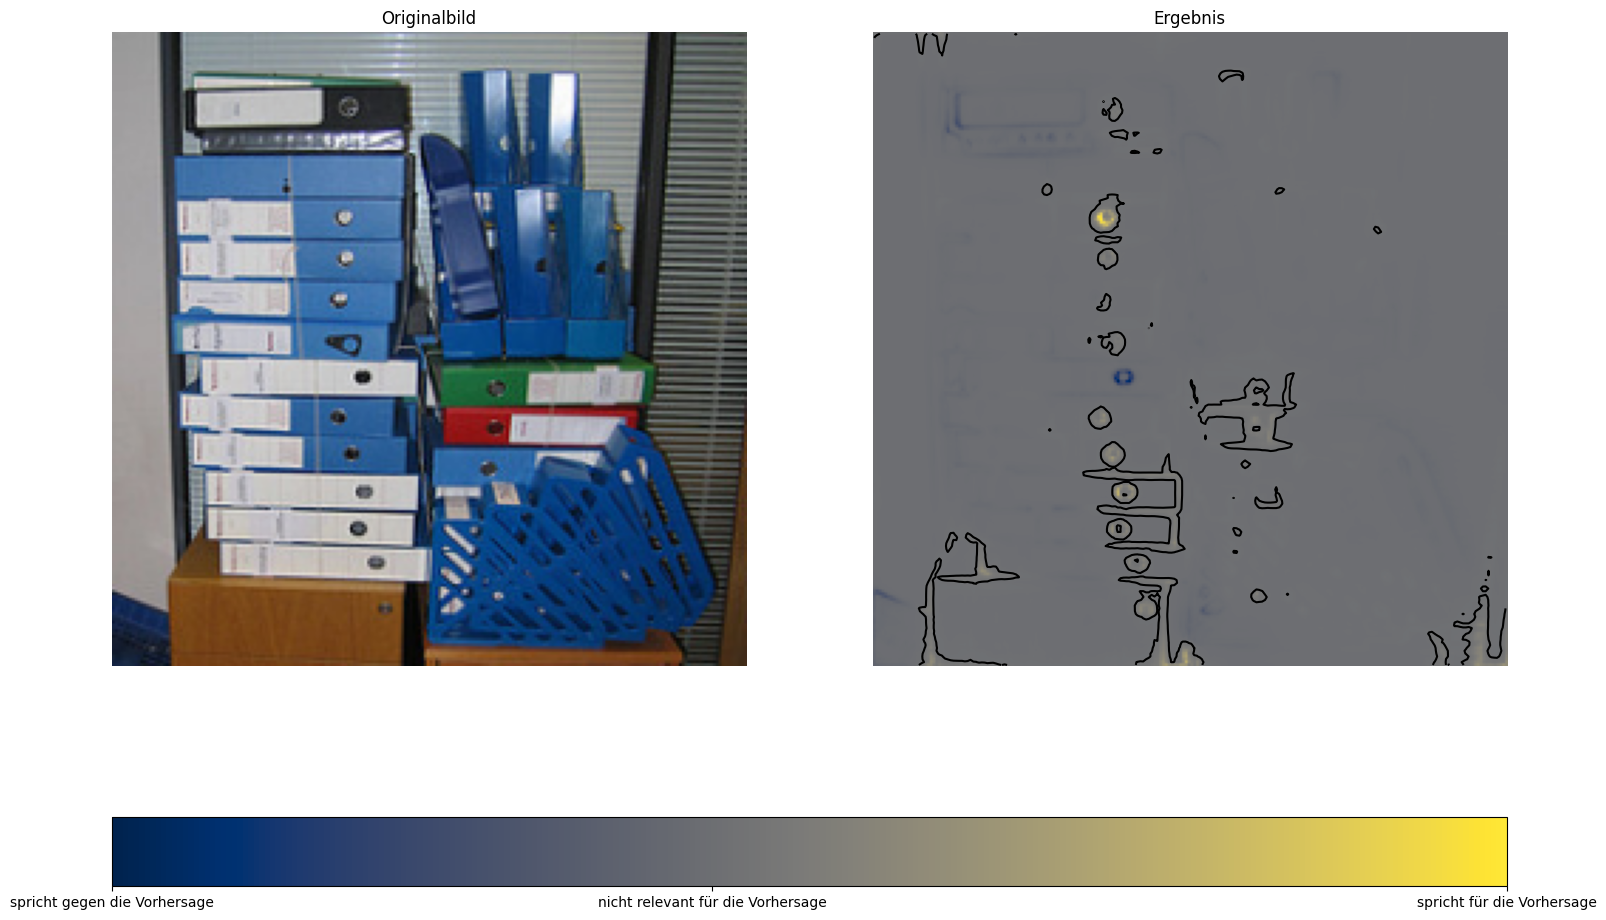 Originalbild
Ergebnis
spricht gegen die Vorhersage
nicht relevant für die Vorhersage
spricht für die Vorhersage